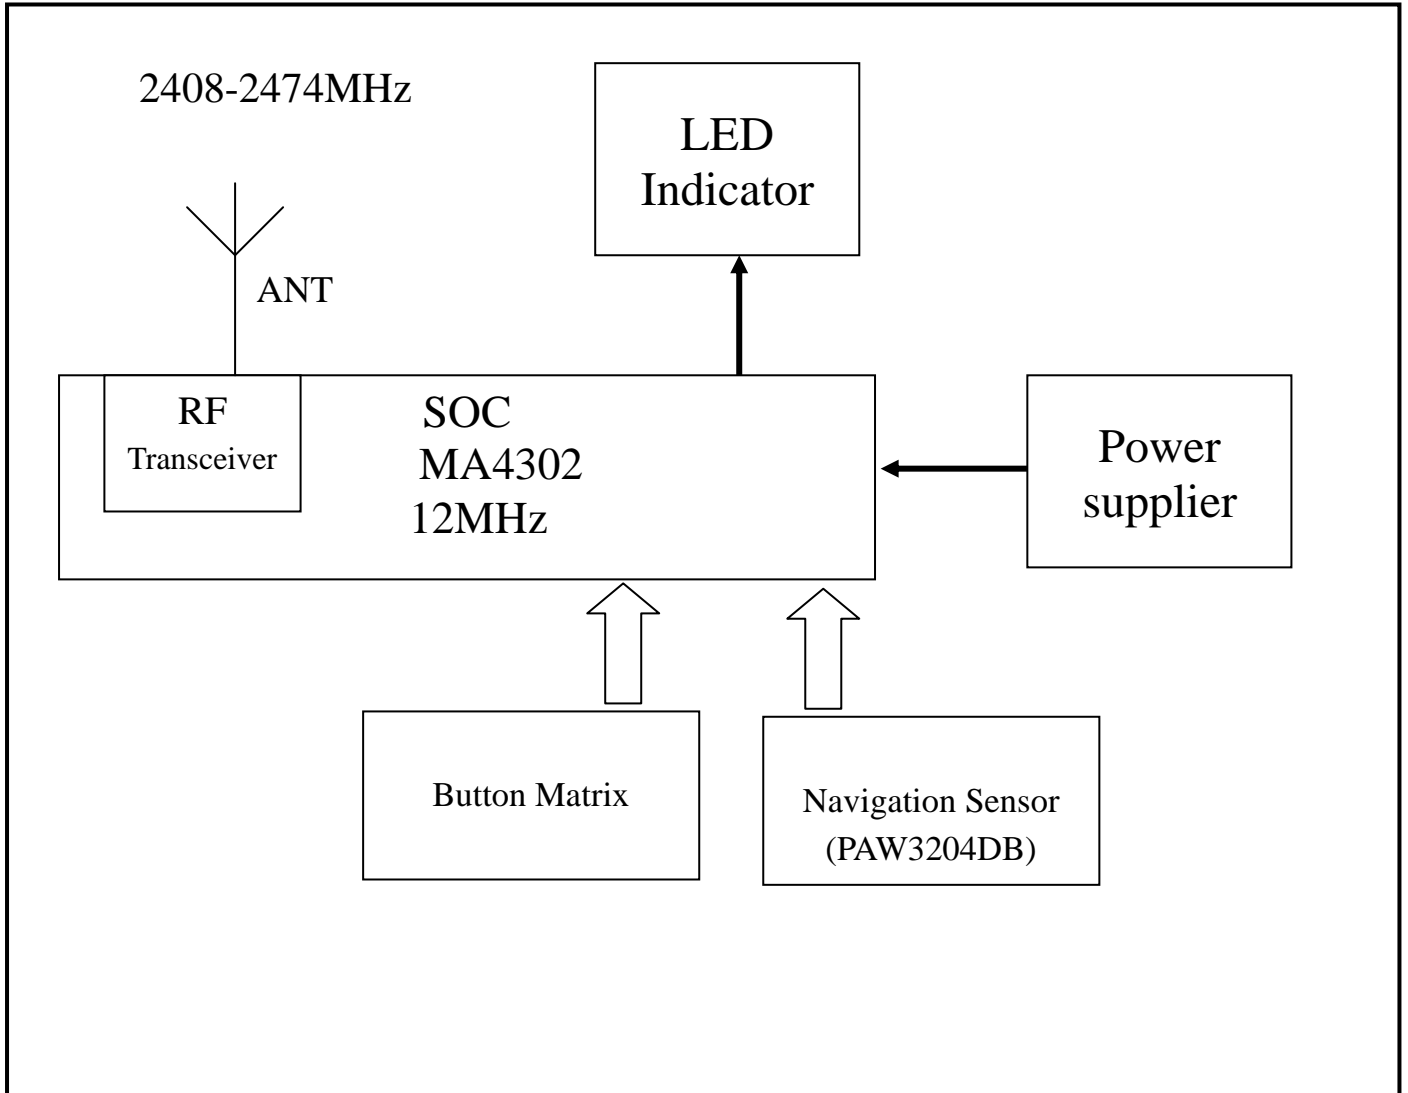 2408-2474MHz
LED
Indicator
ANT
RF
Transceiver
SOC
MA4302
12MHz
Power
supplier
Button Matrix
Navigation Sensor
(PAW3204DB)